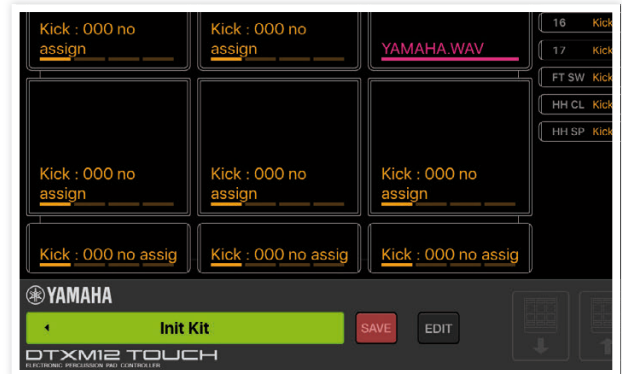 Kick : 000 no
assign
Kick : 000 no
assign
YAMAHA.WAV
16 Kick
17 Kick
FT SW Kick
HH CL Kick
HH SP Kick
Kick : 000 no
assign
Kick : 000 no
assign
Kick : 000 no
assign
Kick : 000 no assig
Kick : 000 no assig
Kick : 000 no assig
YAMAHA
Init Kit
SAVE
EDIT
DTXM12 TOUCH
ELECTRONIC PERCUSSION PAD CONTROLLER